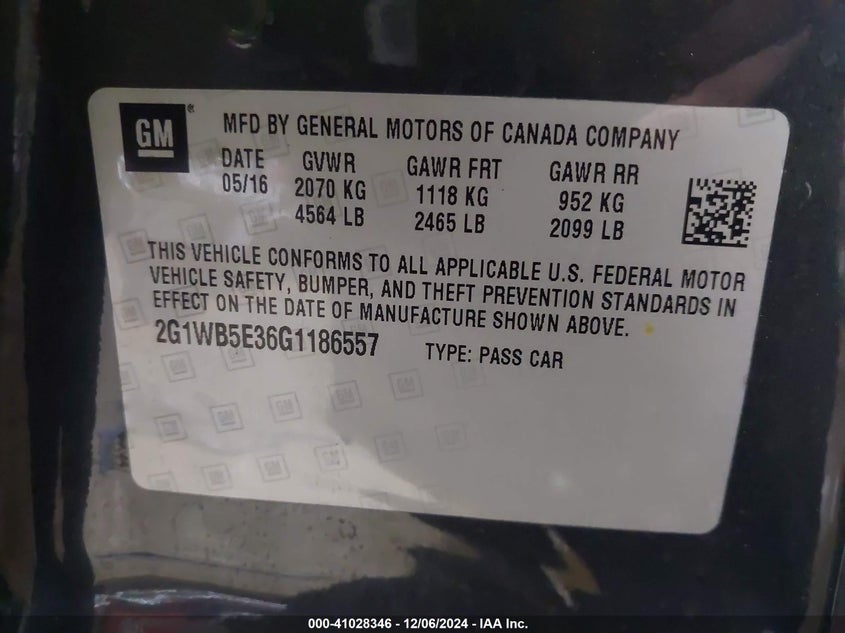 GM ®
MFD BY GENERAL MOTORS OF CANADA COMPANY
DATE GVWR GAWR FRT GAWR RR
05/16 2070 KG 1118 KG 952 KG
4564 LB 2465 LB 2099 LB
THIS VEHICLE CONFORMS TO ALL APPLICABLE U.S. FEDERAL MOTOR
VEHICLE SAFETY, BUMPER, AND THEFT PREVENTION STANDARDS IN
EFFECT ON THE DATE OF MANUFACTURE SHOWN ABOVE.
2G1WB5E36G1186557 TYPE: PASS CAR
000-41028346 - 12/06/2024 - IAA Inc.